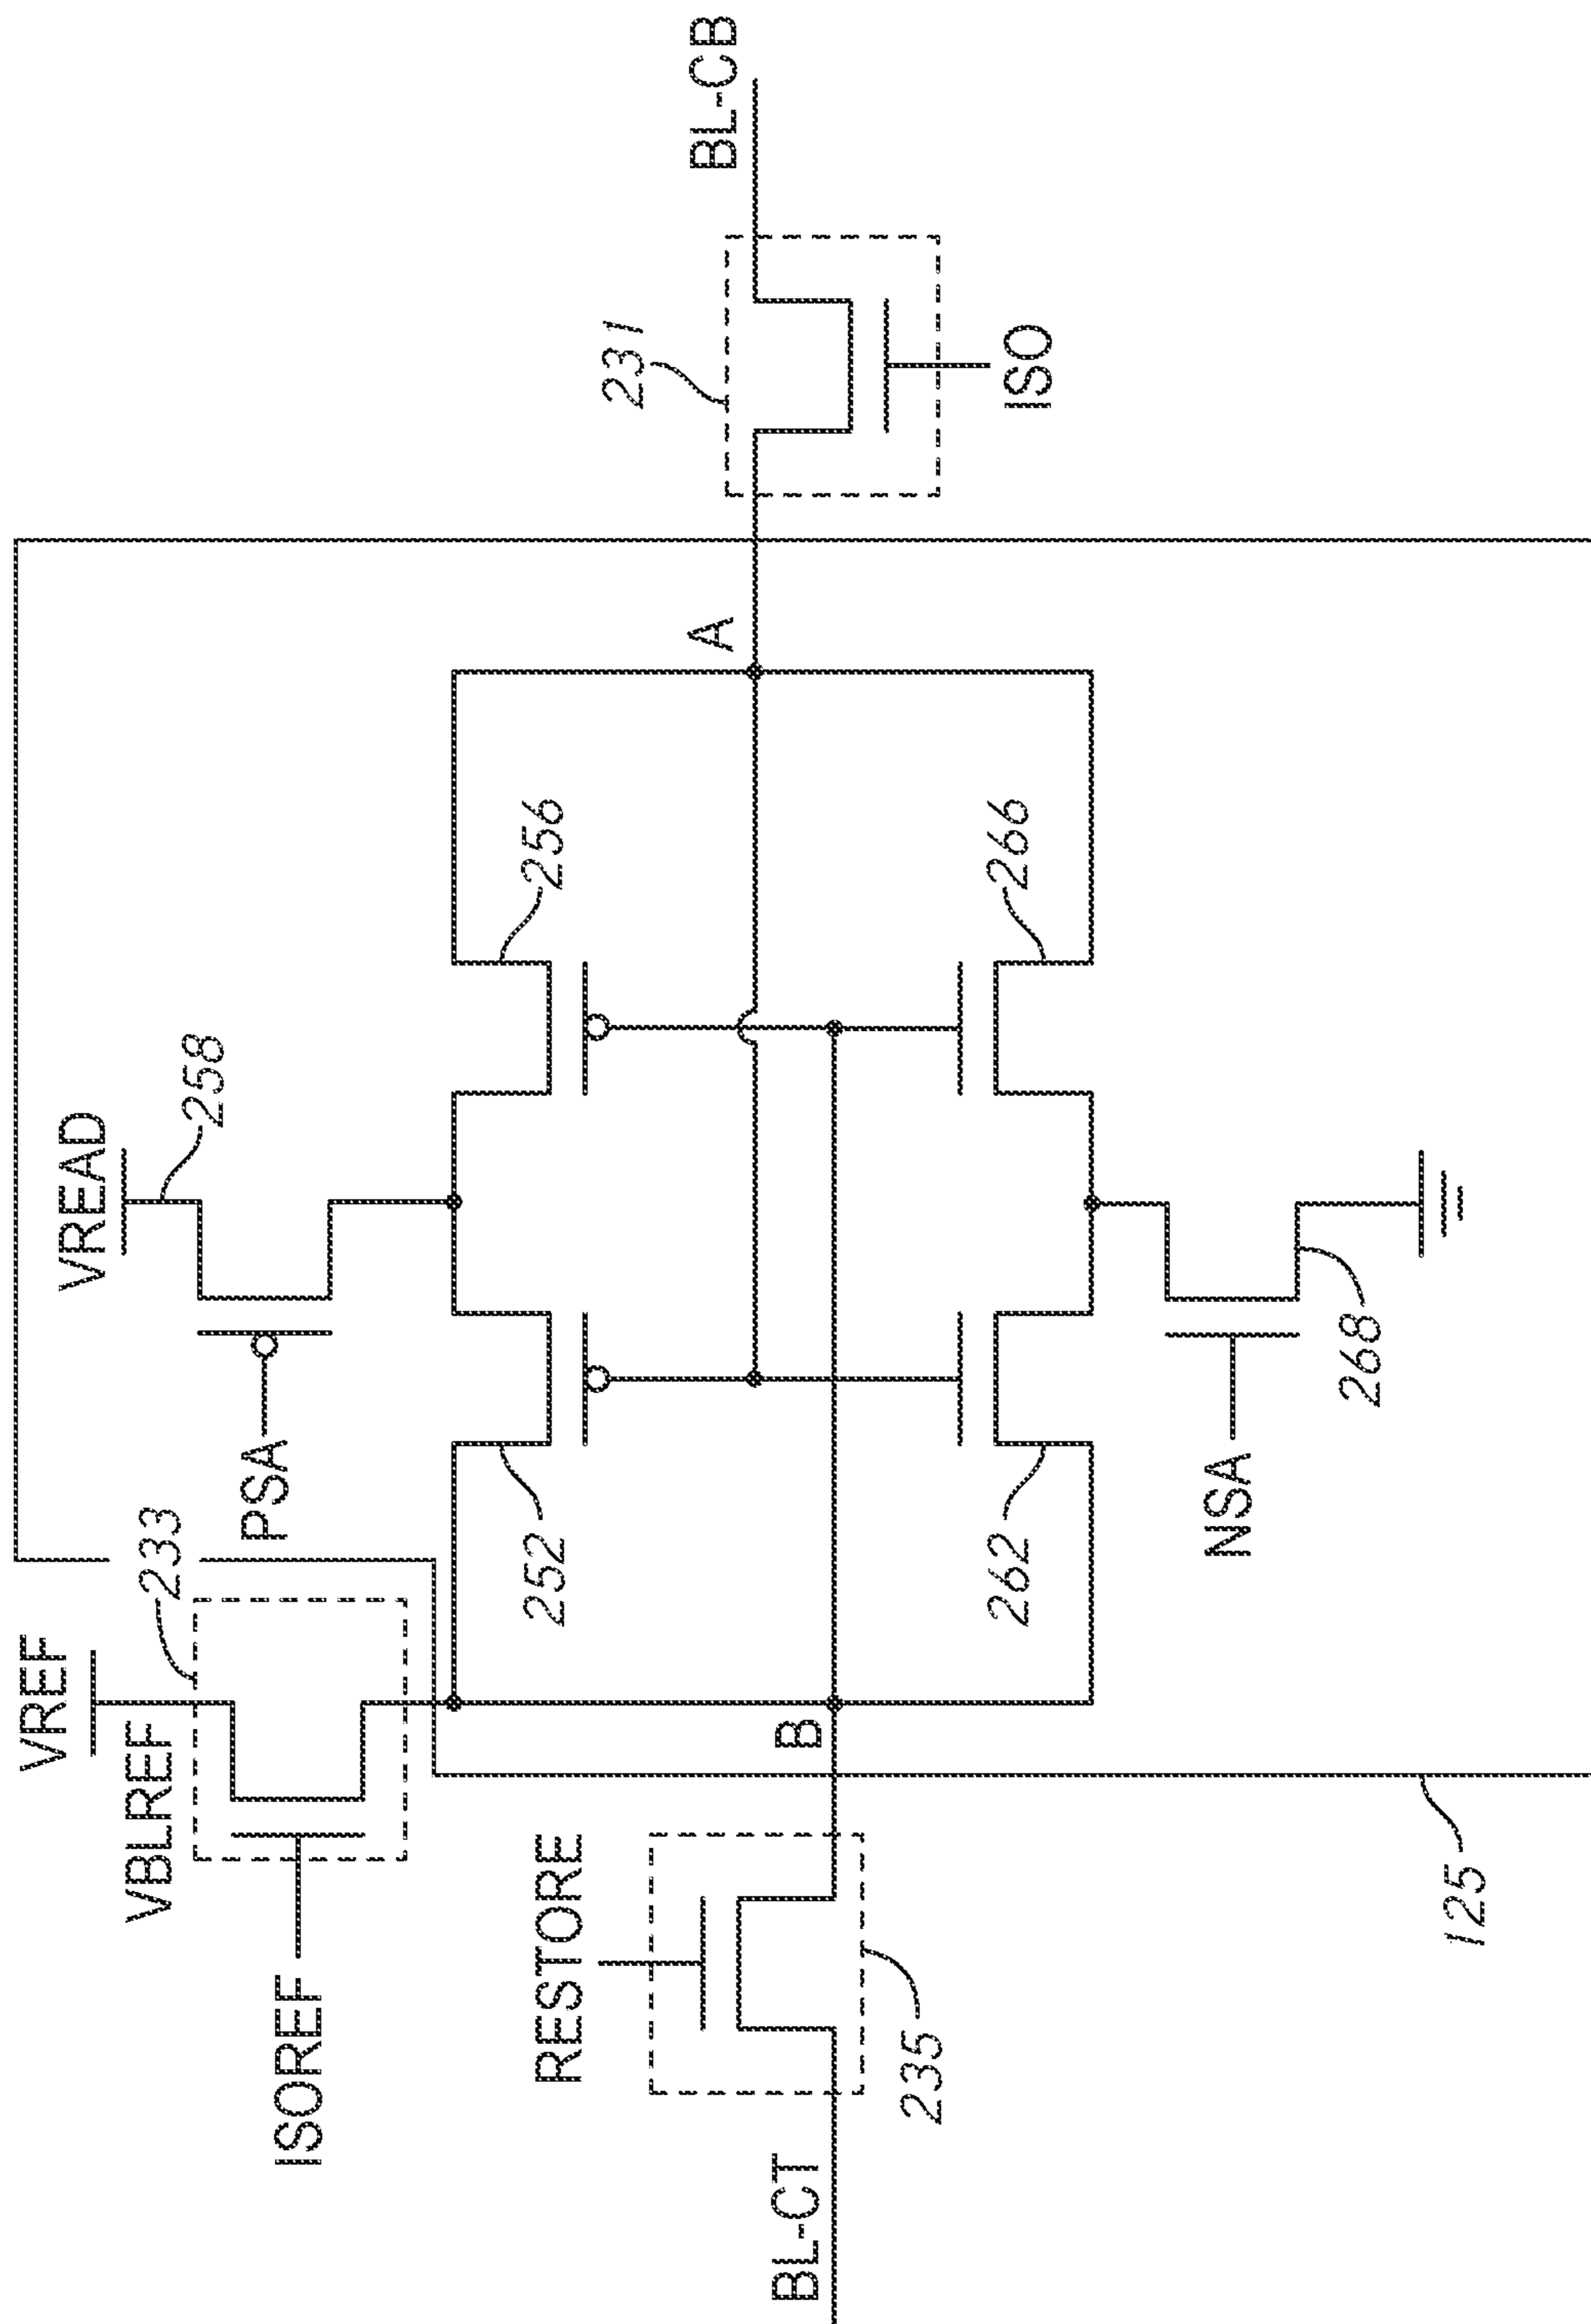 VREF
VBLREF
233
ISOREF
PSA
VREAD
258
252
256
RESTORE
235
BL-CT
B
A
231
ISO
BL-CB
262
266
NSA
268
125